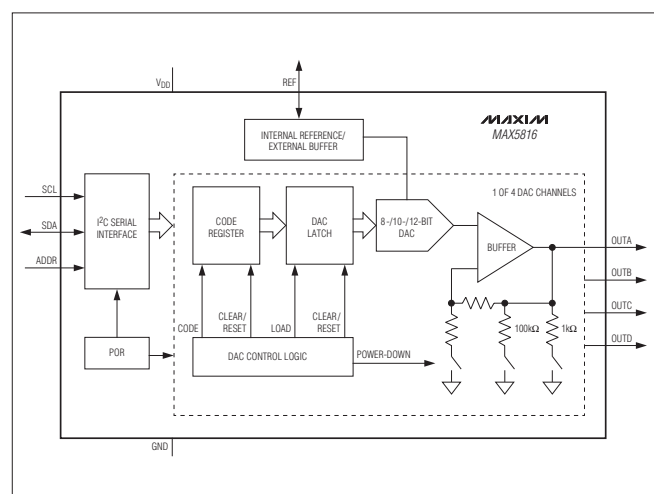 VDD
REF
MAXIM
MAX5816
INTERNAL REFERENCE/
EXTERNAL BUFFER
1 OF 4 DAC CHANNELS
SCL
SDA
ADDR
I²C SERIAL
INTERFACE
CODE
REGISTER
DAC
LATCH
8-/10-/12-BIT
DAC
BUFFER
OUTA
OUTB
OUTC
OUTD
CODE
CLEAR/
RESET
LOAD
CLEAR/
RESET
100kΩ
1kΩ
POR
DAC CONTROL LOGIC
POWER-DOWN
GND